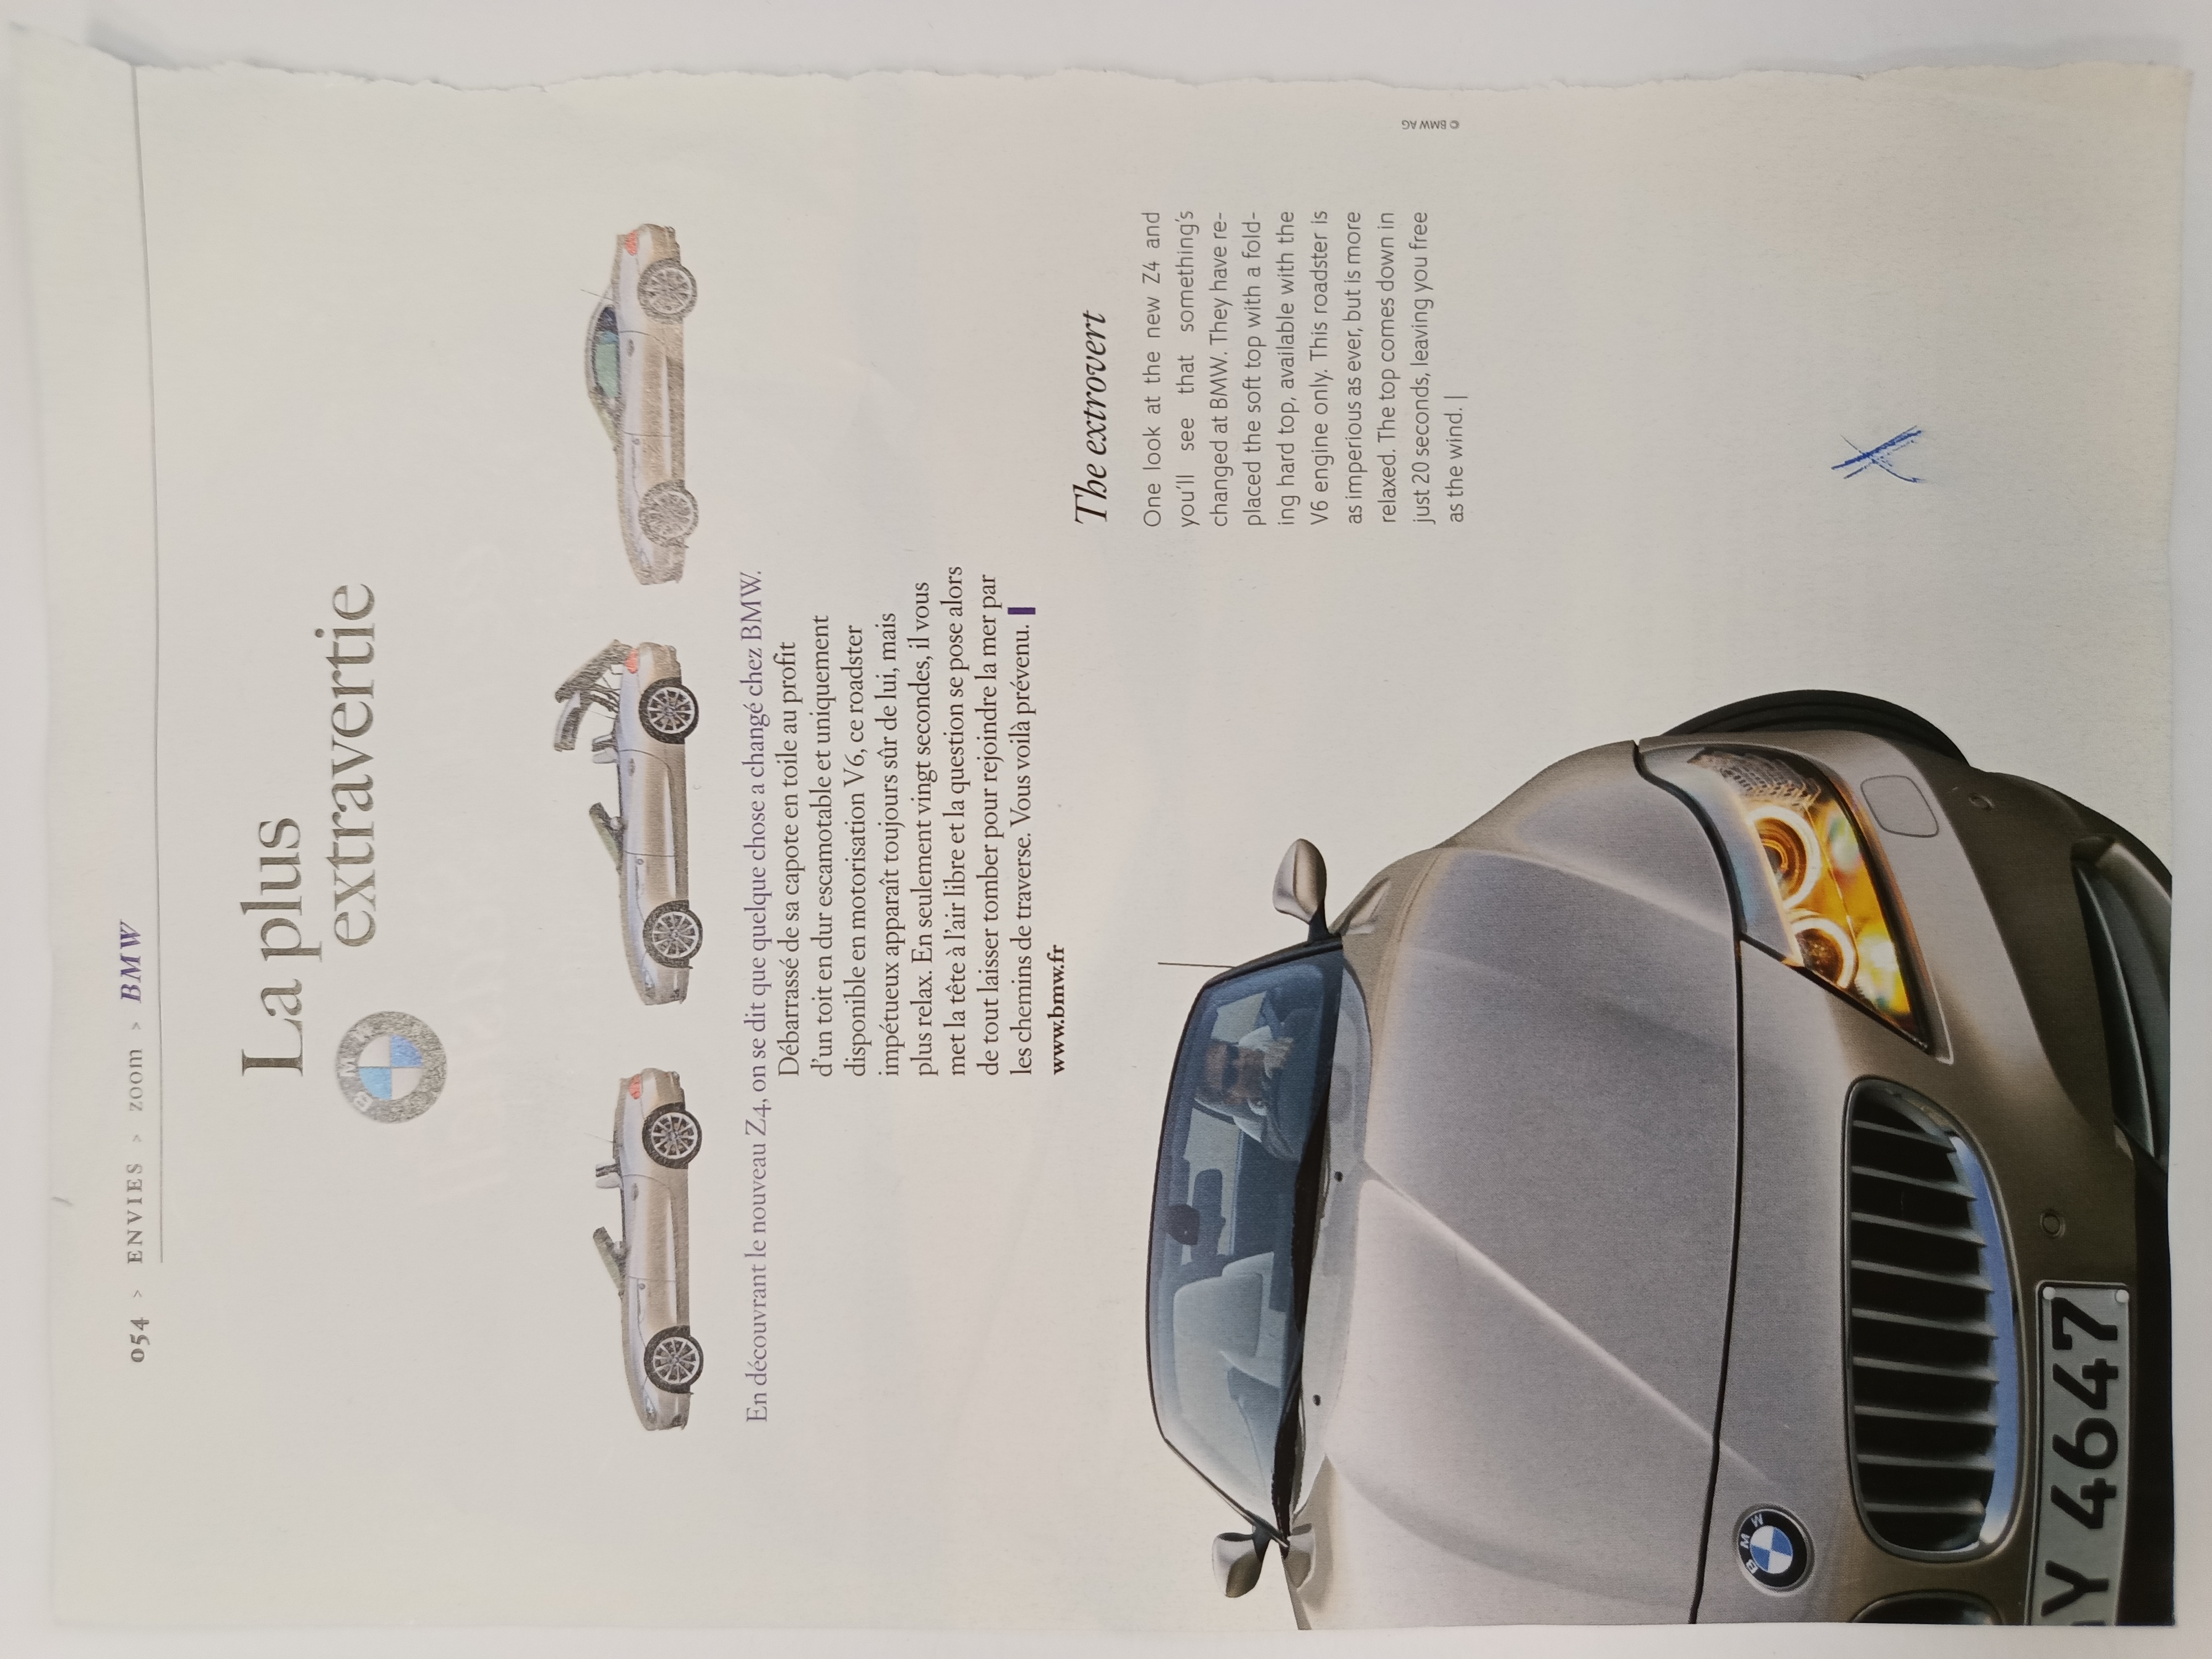 054 > ENVIES > zoom > BMW
La plus
extravertie
BMW
En découvrant le nouveau Z4, on se dit que quelque chose a changé chez BMW.
Débarrassé de sa capote en toile au profit
d'un toit en dur escamotable et uniquement
disponible en motorisation V6, ce roadster
impétueux apparaît toujours sûr de lui, mais
plus relax. En seulement vingt secondes, il vous
met la tête à l'air libre et la question se pose alors
de tout laisser tomber pour rejoindre la mer par
les chemins de traverse. Vous voilà prévenu.
www.bmw.fr
The extrovert
One look at the new Z4 and
you'll see that something's
changed at BMW. They have re-
placed the soft top with a fold-
ing hard top, available with the
V6 engine only. This roadster is
as imperious as ever, but is more
relaxed. The top comes down in
just 20 seconds, leaving you free
as the wind. |
© BMW AG
BMW
Y 4647
X